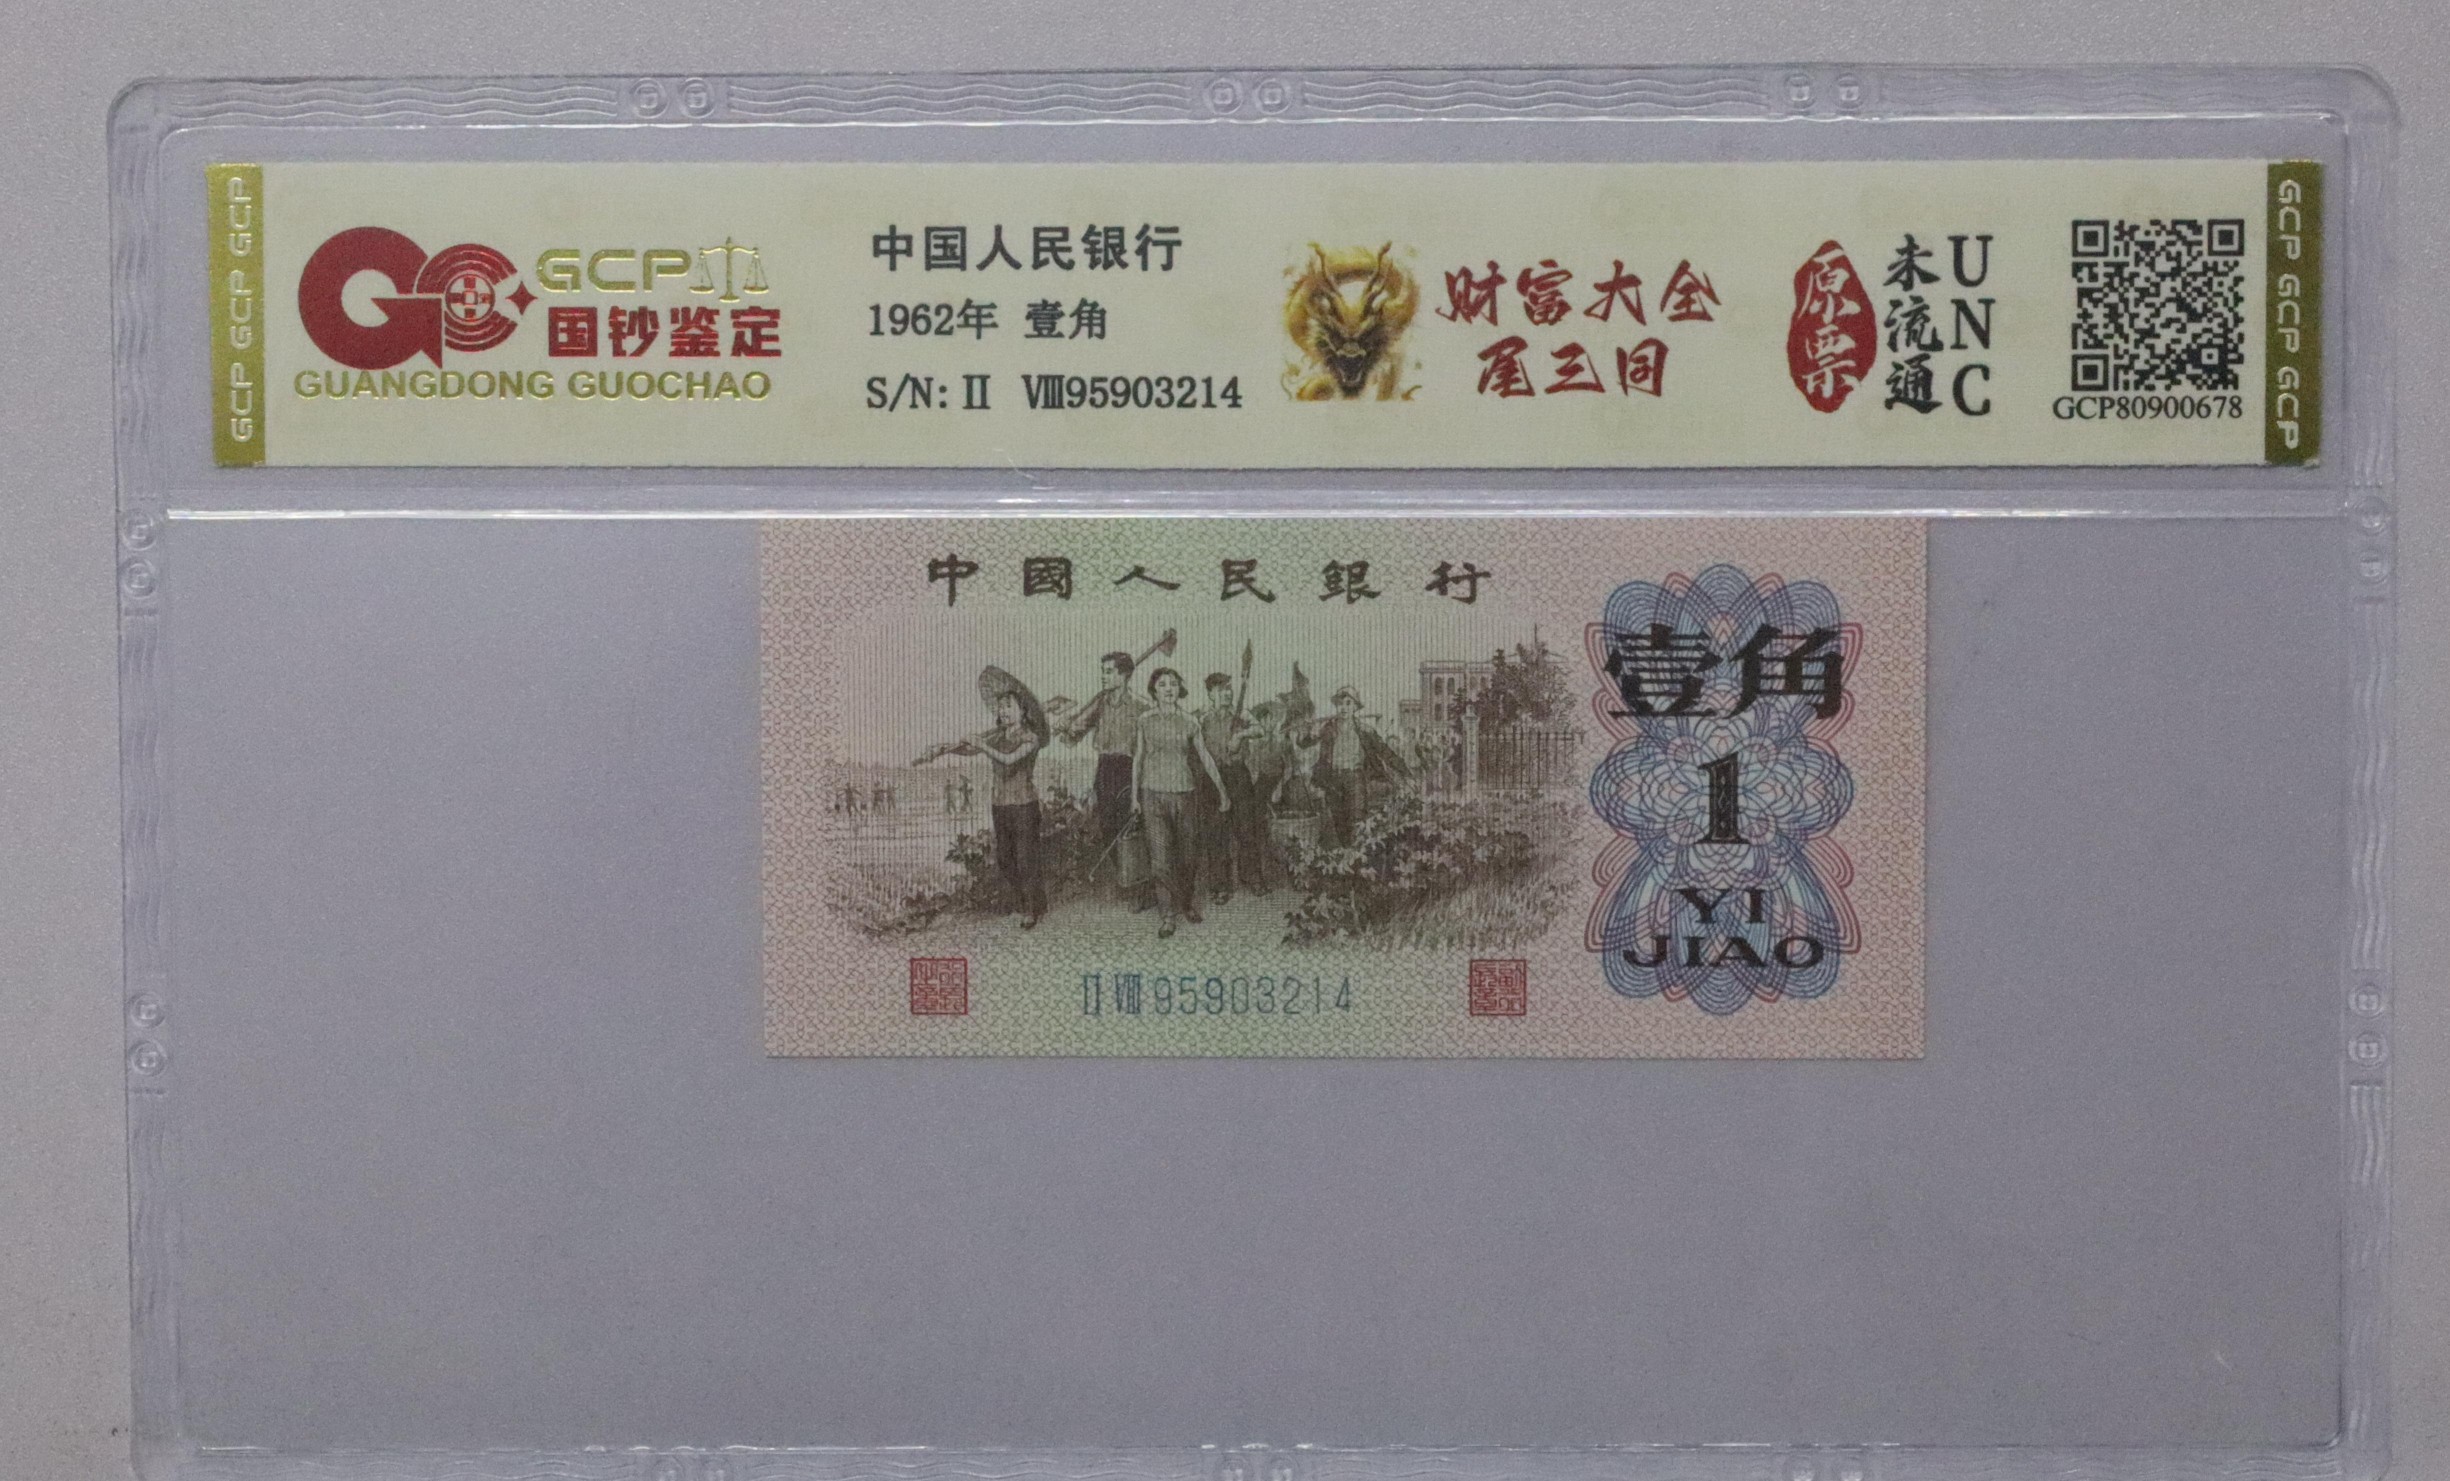 GCP GCP GCP
GCP
国钞鉴定
GUANGDONG GUOCHAO
中国人民银行
1962年 壹角
S/N: Ⅱ Ⅷ95903214
财富大全
尾三同
原票
未流通
UNC
GCP80900678
GCP GCP GCP
中國人民銀行
壹角
1
YI
JIAO
Ⅱ Ⅷ 95903214